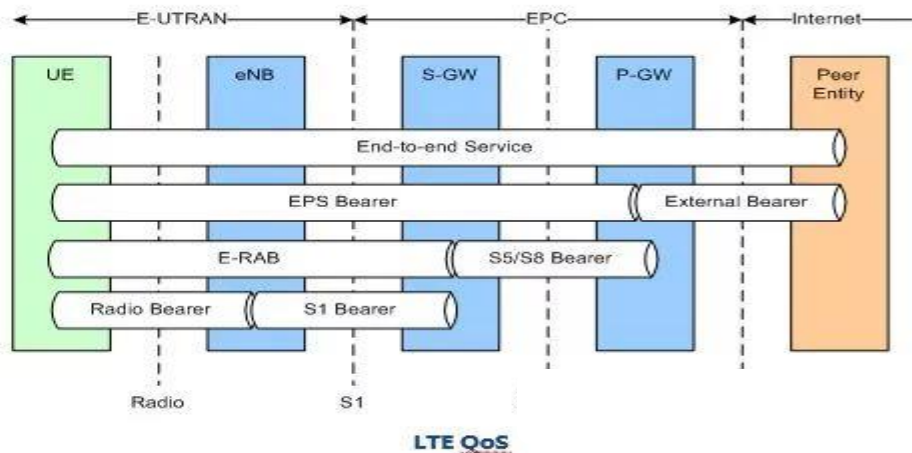 E-UTRAN EPC Internet
UE eNB S-GW P-GW Peer
Entity
End-to-end Service
EPS Bearer External Bearer
E-RAB S5/S8 Bearer
Radio Bearer S1 Bearer
Radio S1
LTE QoS